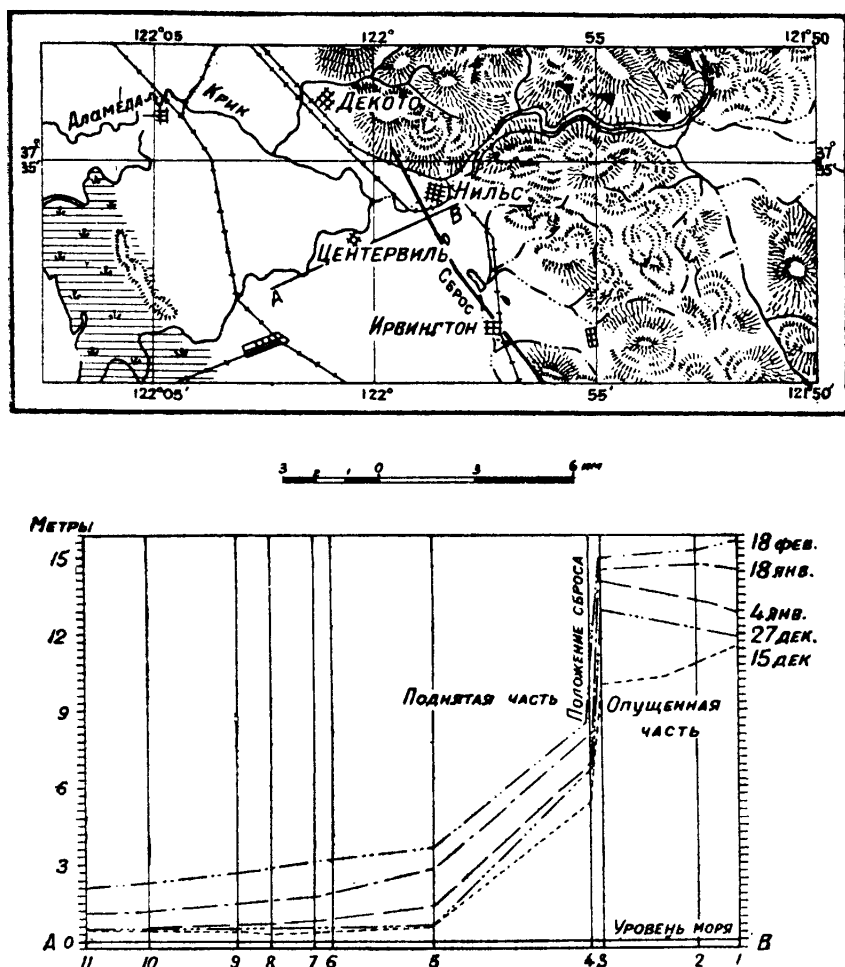 122°05' 122° 55 121°50
Аламеда Крик Декото
37° 35' 37° 35'
Нильс
В
Центервиль
А
Сброс
Ирвингтон
122°05' 122° 55 121°50'
3 2 1 0 3 6 км
Метры
15
12
9
6
3
А 0
18 фев.
18 янв.
4 янв.
27 дек.
15 дек
Положение сброса
Поднятая часть
Опущенная
часть
Уровень моря
В
11 10 9 8 7 6 5 4 3 2 1